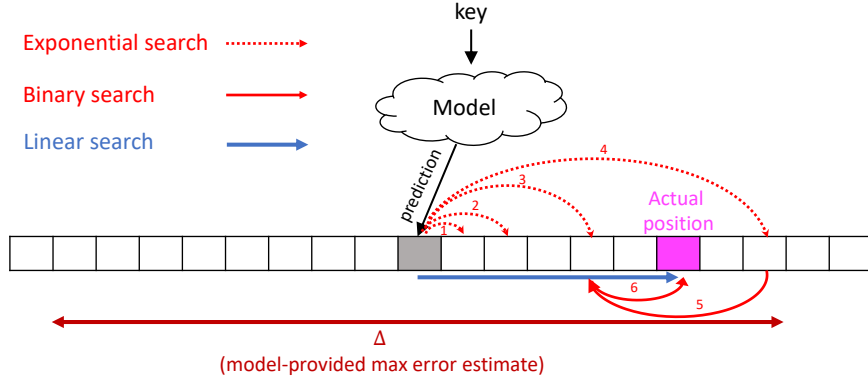 key
Exponential search
Binary search
Linear search
Model
prediction
4
3
2
1
Actual
position
6
5
Δ
(model-provided max error estimate)